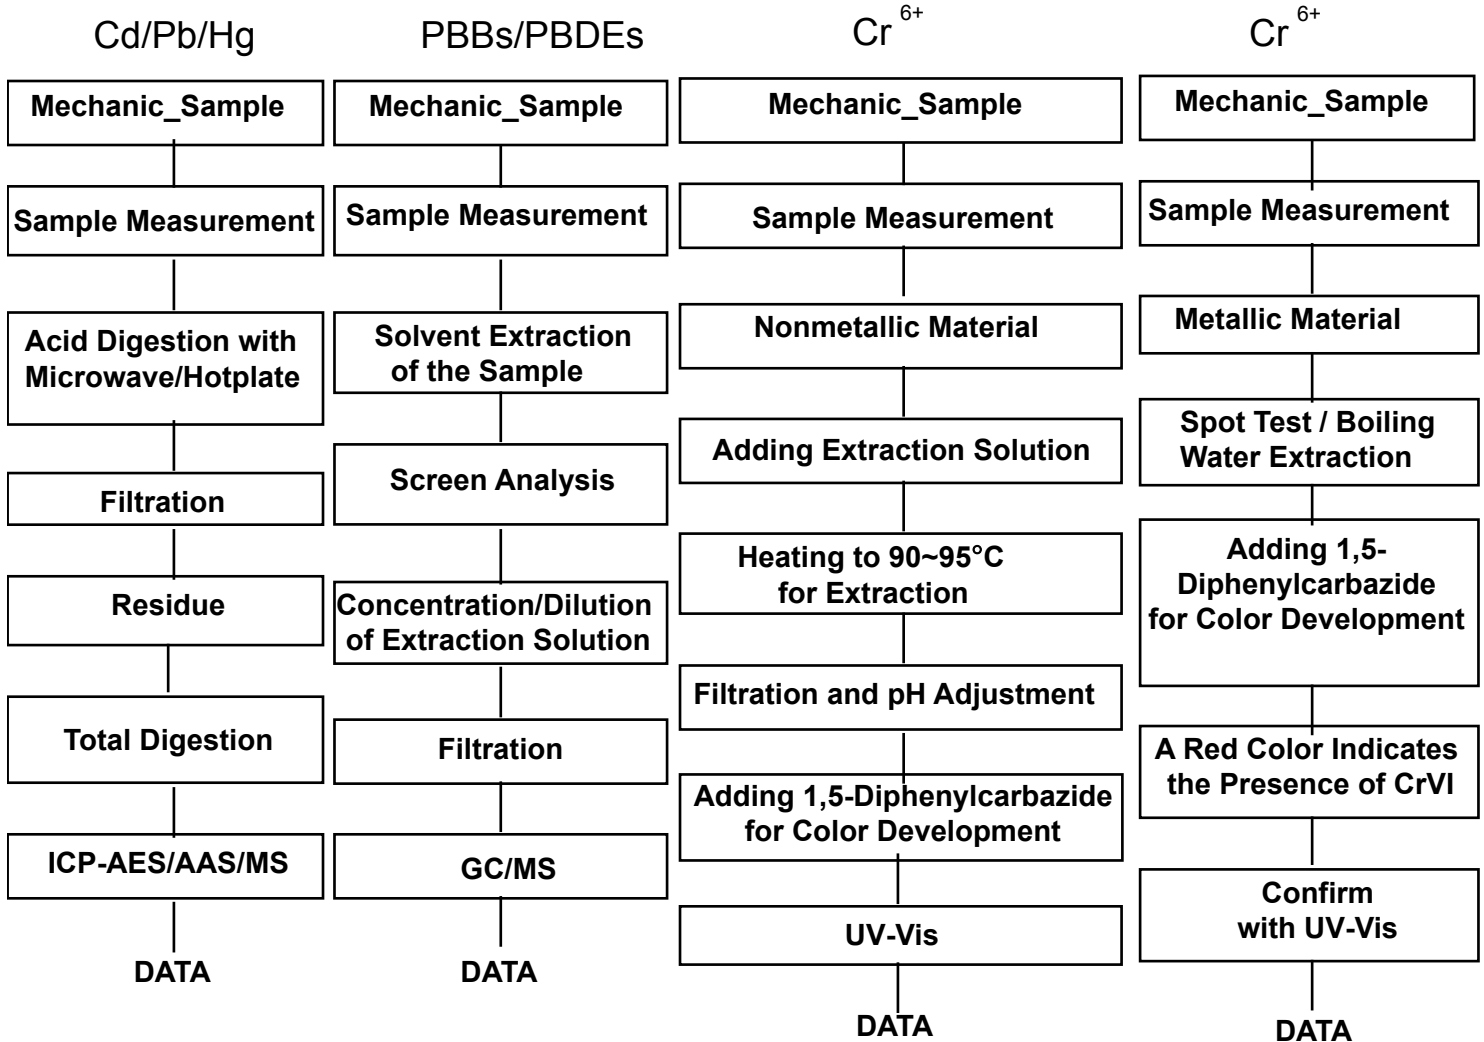 Cd/Pb/Hg
Mechanic_Sample
Sample Measurement
Acid Digestion with
Microwave/Hotplate
Filtration
Residue
Total Digestion
ICP-AES/AAS/MS
DATA
PBBs/PBDEs
Mechanic_Sample
Sample Measurement
Solvent Extraction
of the Sample
Screen Analysis
Concentration/Dilution
of Extraction Solution
Filtration
GC/MS
DATA
Cr 6+
Mechanic_Sample
Sample Measurement
Nonmetallic Material
Adding Extraction Solution
Heating to 90~95°C
for Extraction
Filtration and pH Adjustment
Adding 1,5-Diphenylcarbazide
for Color Development
UV-Vis
DATA
Cr 6+
Mechanic_Sample
Sample Measurement
Metallic Material
Spot Test / Boiling
Water Extraction
Adding 1,5-
Diphenylcarbazide
for Color Development
A Red Color Indicates
the Presence of CrVI
Confirm
with UV-Vis
DATA